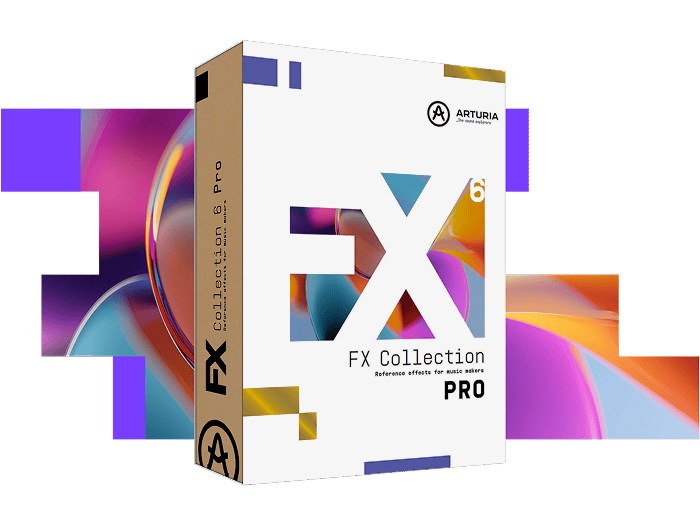 ARTURIA
_the sound explorers
FX
6
FX Collection
Reference effects for music makers
PRO
FX Collection 6 Pro
Reference effects for music makers